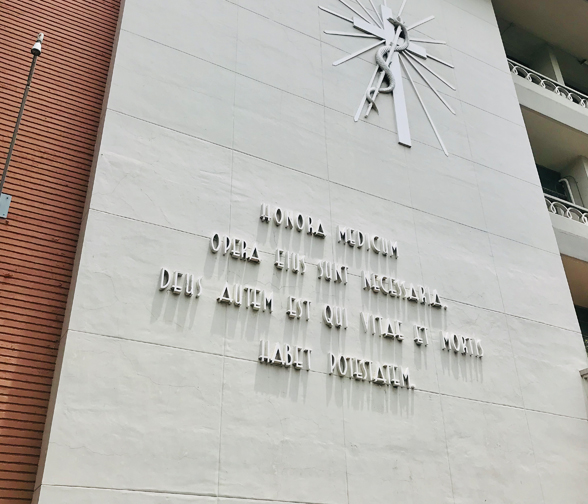 HONORA MEDICUM
OPERA EIUS SUNT NECESSARIA,
DEUS AUTEM EST QUI VITAE ET MORTIS
HABET POTESTATEM.